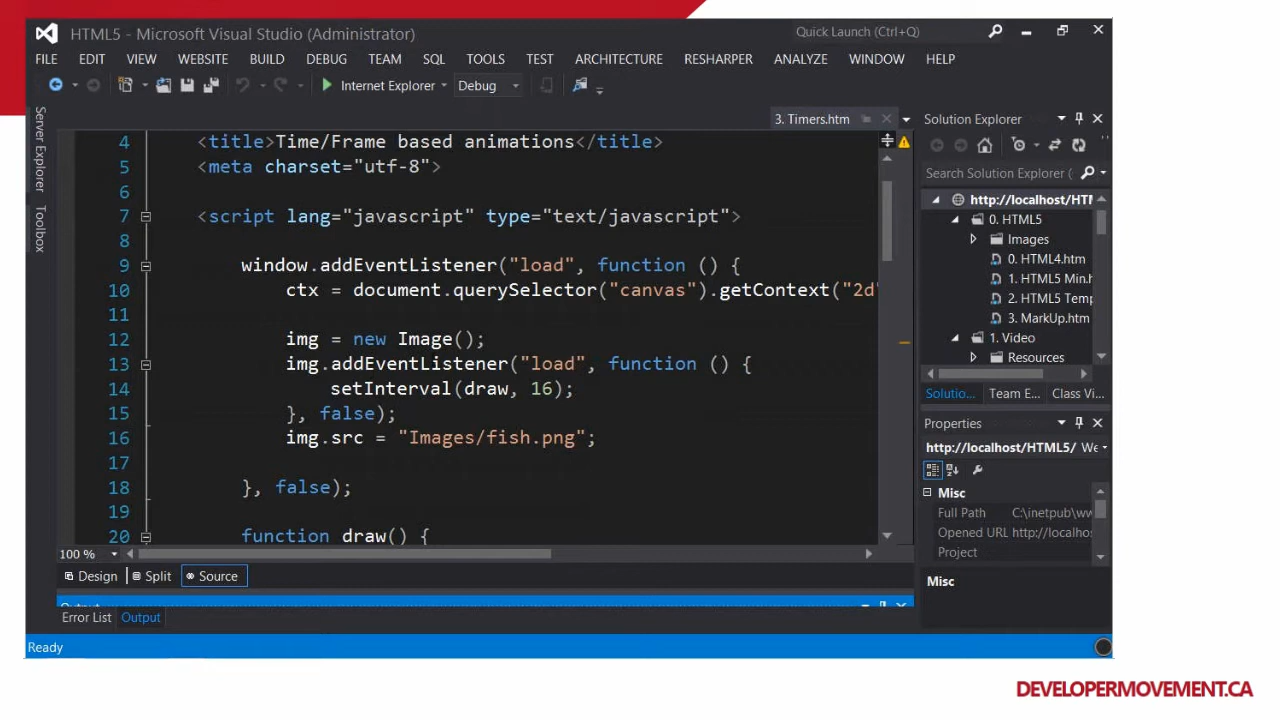 HTML5 - Microsoft Visual Studio (Administrator)
Quick Launch (Ctrl+Q)
FILE EDIT VIEW WEBSITE BUILD DEBUG TEAM SQL TOOLS TEST ARCHITECTURE RESHARPER ANALYZE WINDOW HELP
Internet Explorer Debug
Server Explorer
Toolbox
3. Timers.htm
4 <title>Time/Frame based animations</title>
5 <meta charset="utf-8">
6
7 <script lang="javascript" type="text/javascript">
8
9 window.addEventListener("load", function () {
10 ctx = document.querySelector("canvas").getContext("2d"
11
12 img = new Image();
13 img.addEventListener("load", function () {
14 setInterval(draw, 16);
15 }, false);
16 img.src = "Images/fish.png";
17
18 }, false);
19
20 function draw() {
100 %
Design Split Source
Error List Output
Ready
Solution Explorer
Search Solution Explorer (
http://localhost/HTM
0. HTML5
Images
0. HTML4.htm
1. HTML5 Min.h
2. HTML5 Temp
3. MarkUp.htm
1. Video
Resources
Solutio... Team E... Class Vi...
Properties
http://localhost/HTML5/ We
Misc
Full Path C:\inetpub\ww
Opened URL http://localho
Project
Misc
DEVELOPERMOVEMENT.CA